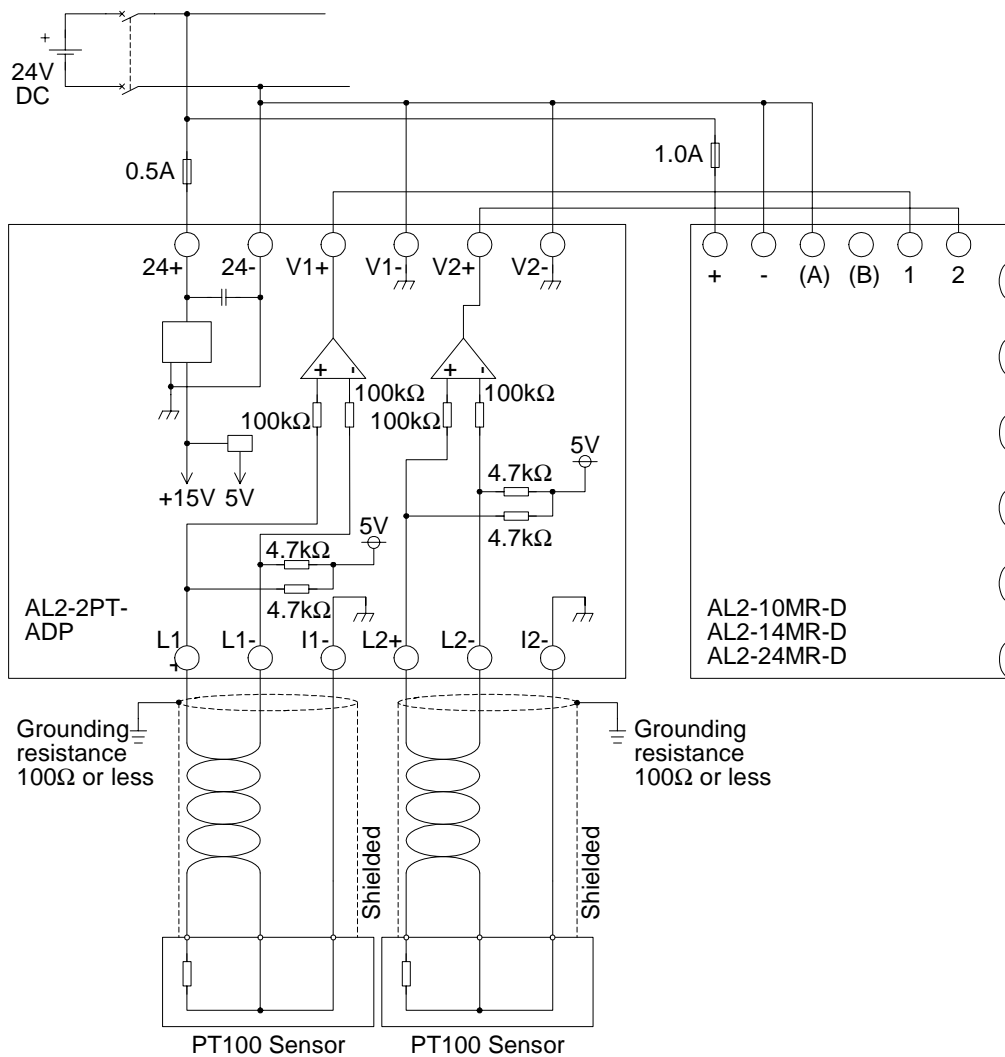 +
24V
DC
0.5A
1.0A
24+
24-
V1+
V1-
V2+
V2-
+
-
(A)
(B)
1
2
+
-
+
-
100kΩ
100kΩ
100kΩ
100kΩ
+15V
5V
5V
4.7kΩ
4.7kΩ
5V
4.7kΩ
4.7kΩ
AL2-2PT-
ADP
AL2-10MR-D
AL2-14MR-D
AL2-24MR-D
L1
+
L1-
I1-
L2+
L2-
I2-
Grounding
resistance
100Ω or less
Shielded
Grounding
resistance
100Ω or less
Shielded
PT100 Sensor
PT100 Sensor